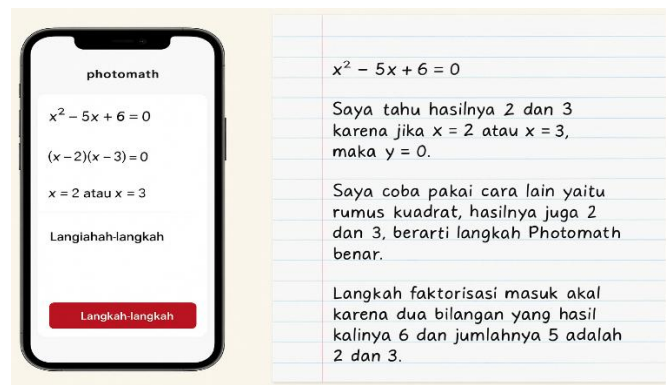 photomath
x² − 5x + 6 = 0
(x − 2)(x − 3) = 0
x = 2 atau x = 3
Langiahah-langkah
Langkah-langkah
x² − 5x + 6 = 0
Saya tahu hasilnya 2 dan 3
karena jika x = 2 atau x = 3,
maka y = 0.
Saya coba pakai cara lain yaitu
rumus kuadrat, hasilnya juga 2
dan 3, berarti langkah Photomath
benar.
Langkah faktorisasi masuk akal
karena dua bilangan yang hasil
kalinya 6 dan jumlahnya 5 adalah
2 dan 3.